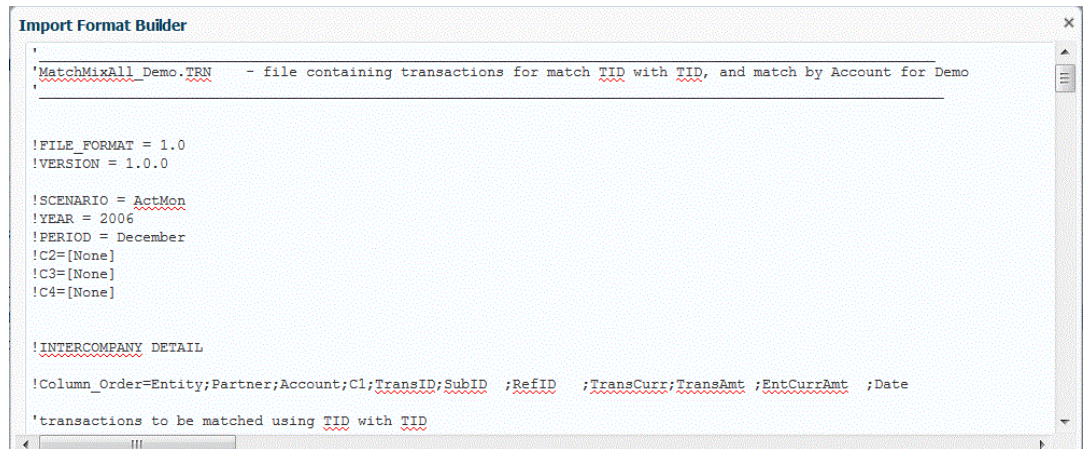 Import Format Builder
'
'MatchMixAll_Demo.TRN    - file containing transactions for match TID with TID, and match by Account for Demo
'
!FILE_FORMAT = 1.0
!VERSION = 1.0.0
!SCENARIO = ActMon
!YEAR = 2006
!PERIOD = December
!C2=[None]
!C3=[None]
!C4=[None]
!INTERCOMPANY DETAIL
!Column_Order=Entity;Partner;Account;C1;TransID;SubID  ;RefID   ;TransCurr;TransAmt ;EntCurrAmt  ;Date
'transactions to be matched using TID with TID